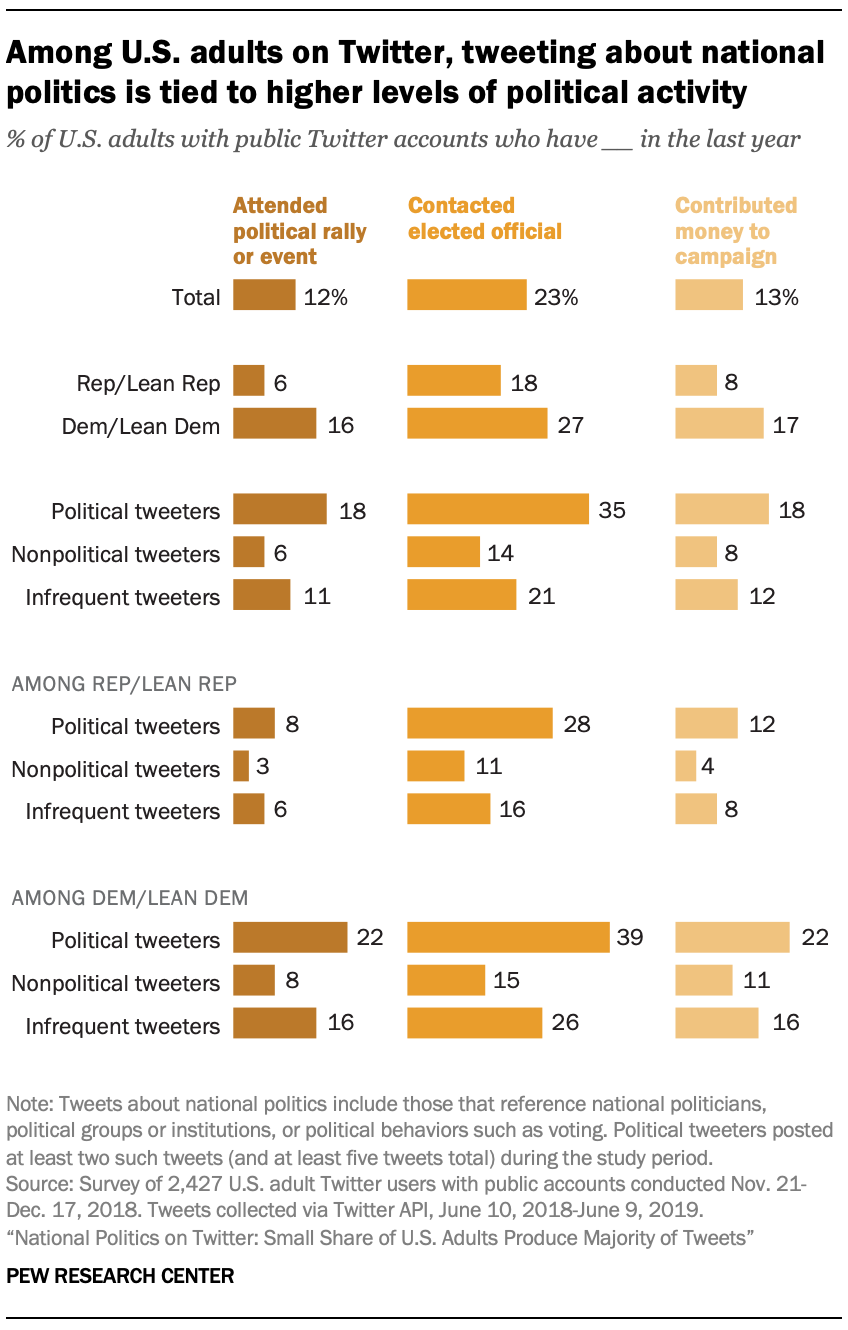 Among U.S. adults on Twitter, tweeting about national
politics is tied to higher levels of political activity
% of U.S. adults with public Twitter accounts who have __ in the last year
Attended political rally or event
Contacted elected official
Contributed money to campaign
Total 12% 23% 13%
Rep/Lean Rep 6 18 8
Dem/Lean Dem 16 27 17
Political tweeters 18 35 18
Nonpolitical tweeters 6 14 8
Infrequent tweeters 11 21 12
AMONG REP/LEAN REP
Political tweeters 8 28 12
Nonpolitical tweeters 3 11 4
Infrequent tweeters 6 16 8
AMONG DEM/LEAN DEM
Political tweeters 22 39 22
Nonpolitical tweeters 8 15 11
Infrequent tweeters 16 26 16
Note: Tweets about national politics include those that reference national politicians,
political groups or institutions, or political behaviors such as voting. Political tweeters posted
at least two such tweets (and at least five tweets total) during the study period.
Source: Survey of 2,427 U.S. adult Twitter users with public accounts conducted Nov. 21-
Dec. 17, 2018. Tweets collected via Twitter API, June 10, 2018-June 9, 2019.
“National Politics on Twitter: Small Share of U.S. Adults Produce Majority of Tweets”
PEW RESEARCH CENTER